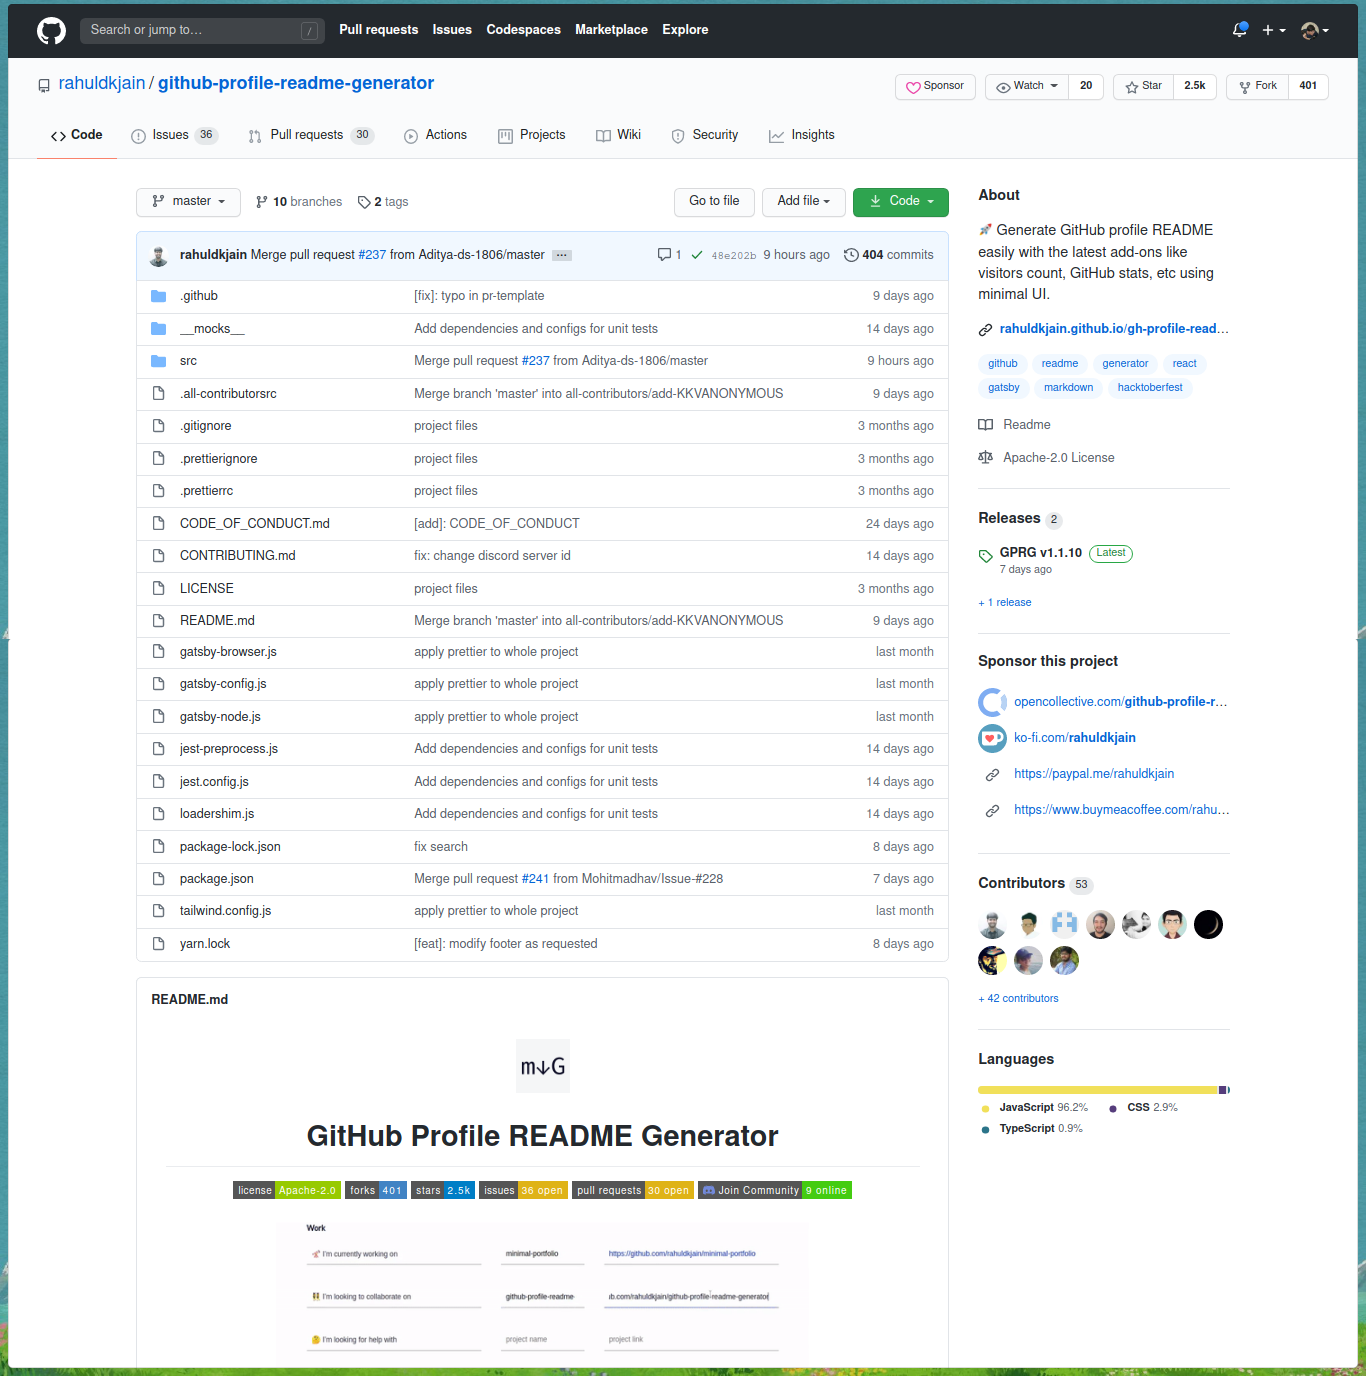 Search or jump to… /
Pull requests Issues Codespaces Marketplace Explore
rahuldkjain / github-profile-readme-generator
Sponsor Watch 20 Star 2.5k Fork 401
Code Issues 36 Pull requests 30 Actions Projects Wiki Security Insights
master 10 branches 2 tags
Go to file Add file Code
rahuldkjain Merge pull request #237 from Aditya-ds-1806/master … 1 48e202b 9 hours ago 404 commits
.github [fix]: typo in pr-template 9 days ago
__mocks__ Add dependencies and configs for unit tests 14 days ago
src Merge pull request #237 from Aditya-ds-1806/master 9 hours ago
.all-contributorsrc Merge branch 'master' into all-contributors/add-KKVANONYMOUS 9 days ago
.gitignore project files 3 months ago
.prettierignore project files 3 months ago
.prettierrc project files 3 months ago
CODE_OF_CONDUCT.md [add]: CODE_OF_CONDUCT 24 days ago
CONTRIBUTING.md fix: change discord server id 14 days ago
LICENSE project files 3 months ago
README.md Merge branch 'master' into all-contributors/add-KKVANONYMOUS 9 days ago
gatsby-browser.js apply prettier to whole project last month
gatsby-config.js apply prettier to whole project last month
gatsby-node.js apply prettier to whole project last month
jest-preprocess.js Add dependencies and configs for unit tests 14 days ago
jest.config.js Add dependencies and configs for unit tests 14 days ago
loadershim.js Add dependencies and configs for unit tests 14 days ago
package-lock.json fix search 8 days ago
package.json Merge pull request #241 from Mohitmadhav/Issue-#228 7 days ago
tailwind.config.js apply prettier to whole project last month
yarn.lock [feat]: modify footer as requested 8 days ago
README.md
m↓G
GitHub Profile README Generator
license Apache-2.0 forks 401 stars 2.5k issues 36 open pull requests 30 open Join Community 9 online
Work
I'm currently working on minimal-portfolio https://github.com/rahuldkjain/minimal-portfolio
I'm looking to collaborate on github-profile-readme- ub.com/rahuldkjain/github-profile-readme-generator
I'm looking for help with project name project link
About
Generate GitHub profile README
easily with the latest add-ons like
visitors count, GitHub stats, etc using
minimal UI.
rahuldkjain.github.io/gh-profile-read…
github readme generator react
gatsby markdown hacktoberfest
Readme
Apache-2.0 License
Releases 2
GPRG v1.1.10 Latest
7 days ago
+ 1 release
Sponsor this project
opencollective.com/github-profile-r…
ko-fi.com/rahuldkjain
https://paypal.me/rahuldkjain
https://www.buymeacoffee.com/rahu…
Contributors 53
+ 42 contributors
Languages
JavaScript 96.2% CSS 2.9%
TypeScript 0.9%